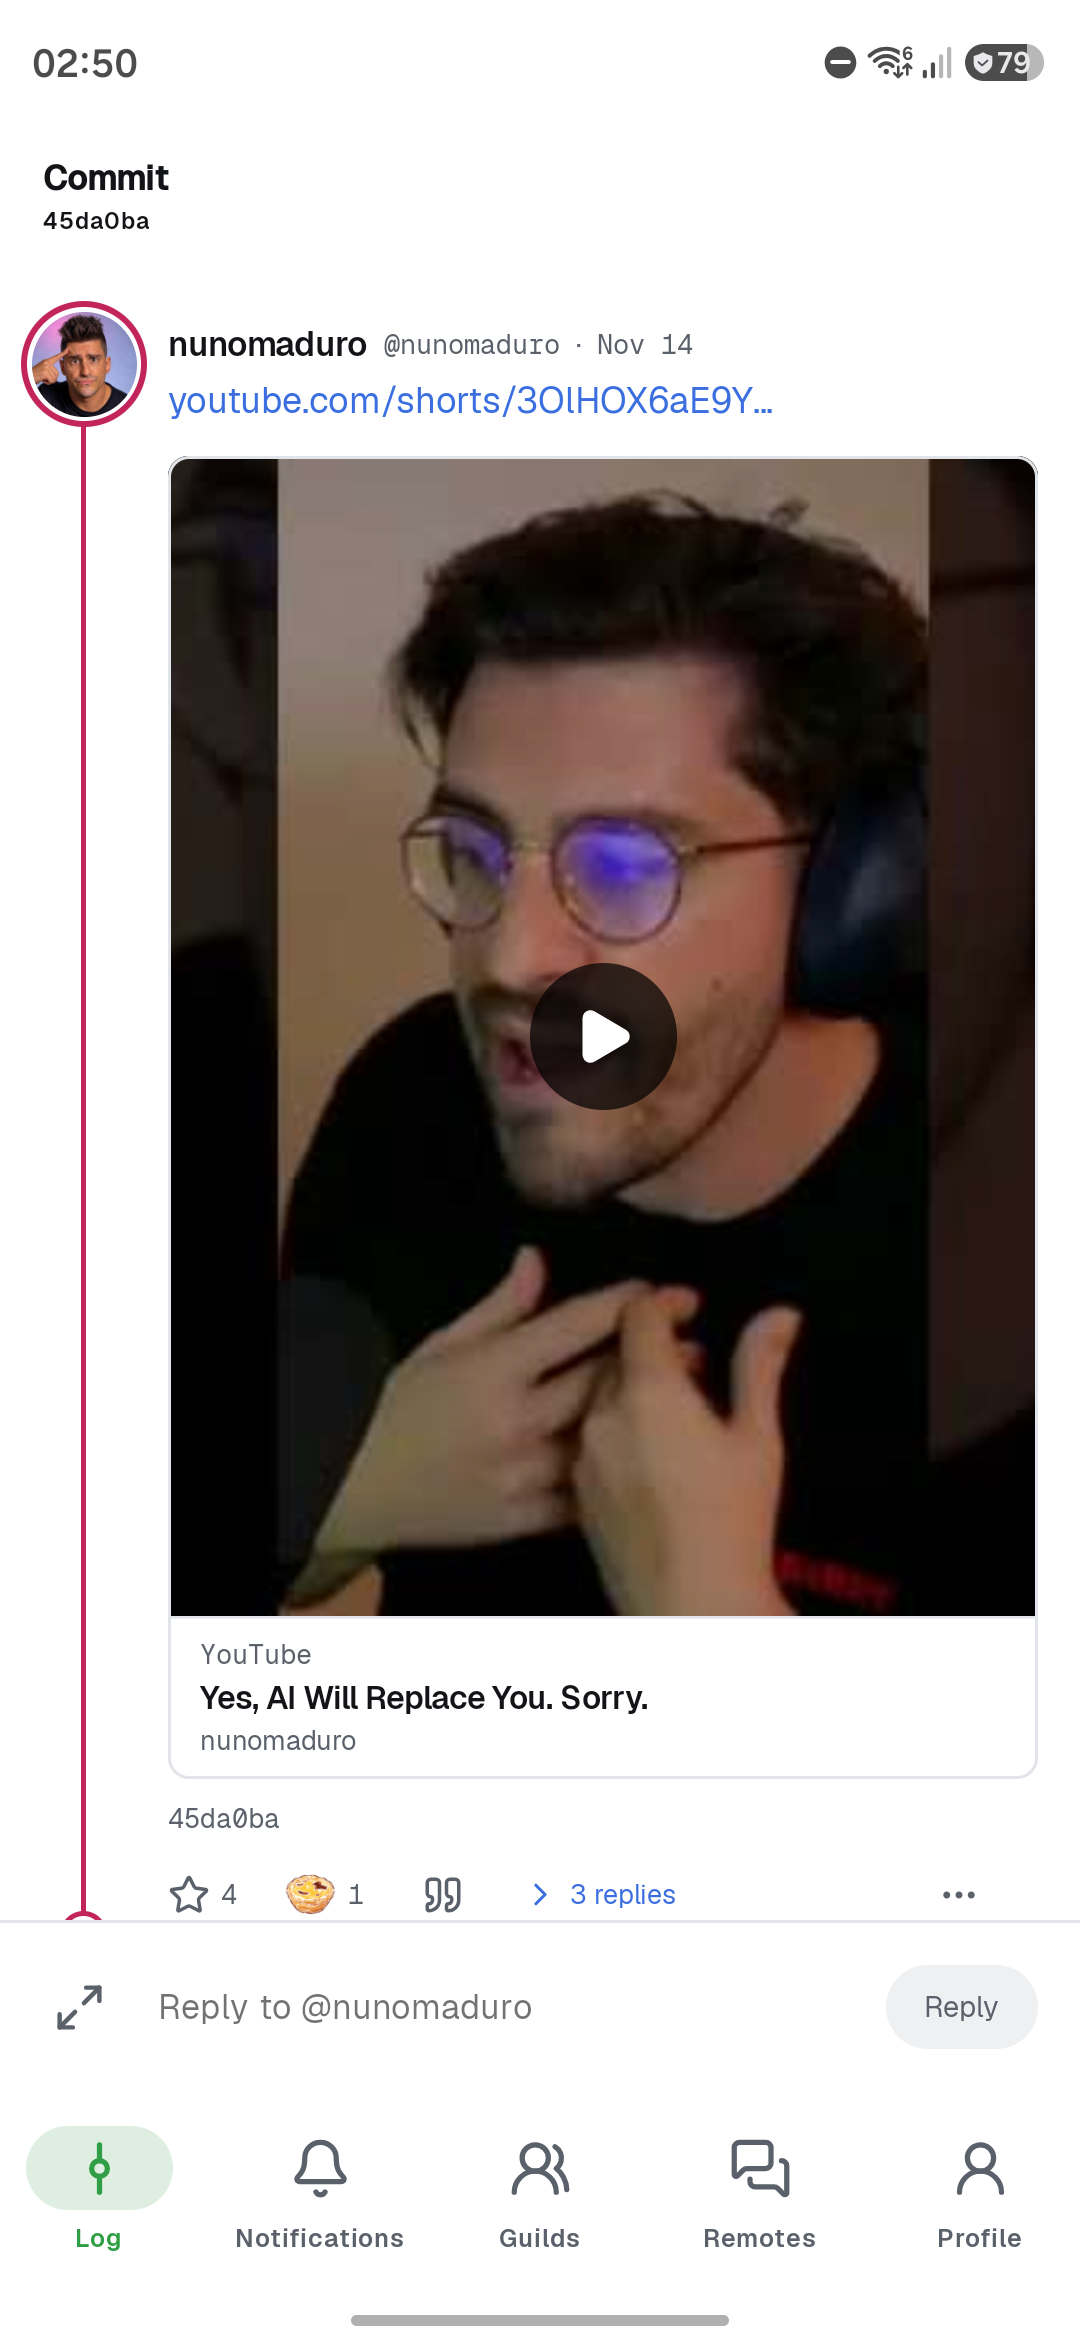 02:50
6
79
Commit
45da0ba
nunomaduro @nunomaduro · Nov 14
youtube.com/shorts/3OlHOX6aE9Y...
YouTube
Yes, AI Will Replace You. Sorry.
nunomaduro
45da0ba
4 1 3 replies
Reply to @nunomaduro Reply
Log Notifications Guilds Remotes Profile